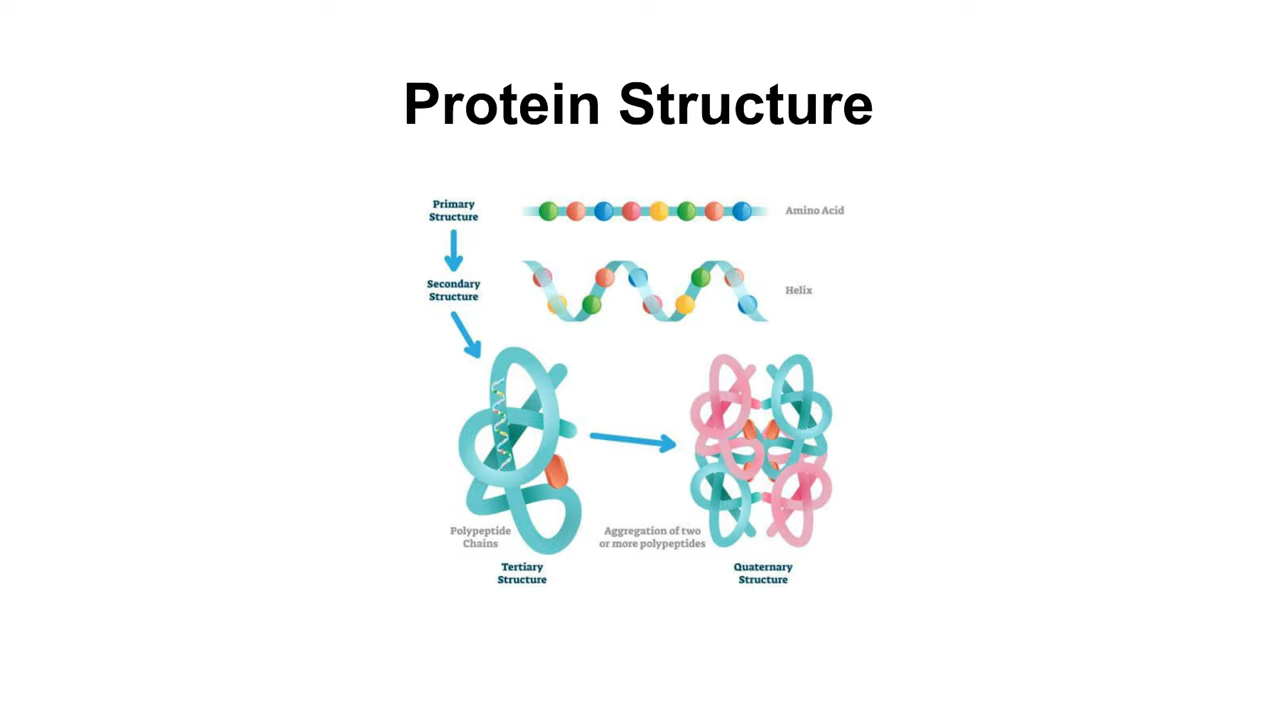 Protein Structure
Primary
Structure
Amino Acid
Secondary
Structure
Helix
Polypeptide
Chains
Aggregation of two
or more polypeptides
Tertiary
Structure
Quaternary
Structure